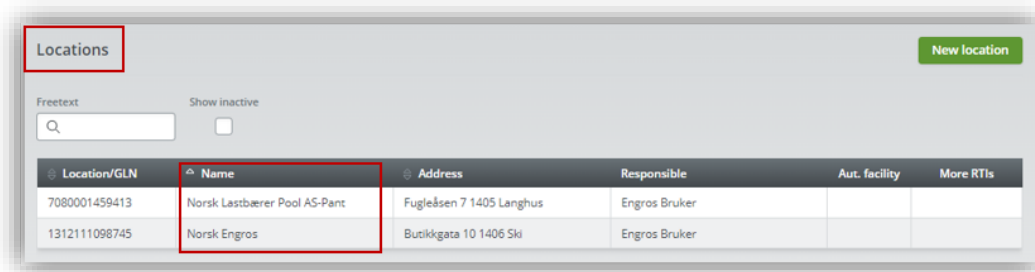 Locations
New location
Freetext
Show inactive
Location/GLN Name Address Responsible Aut. facility More RTIs
7080001459413 Norsk Lastbærer Pool AS-Pant Fugleåsen 7 1405 Langhus Engros Bruker
1312111098745 Norsk Engros Butikkgata 10 1406 Ski Engros Bruker